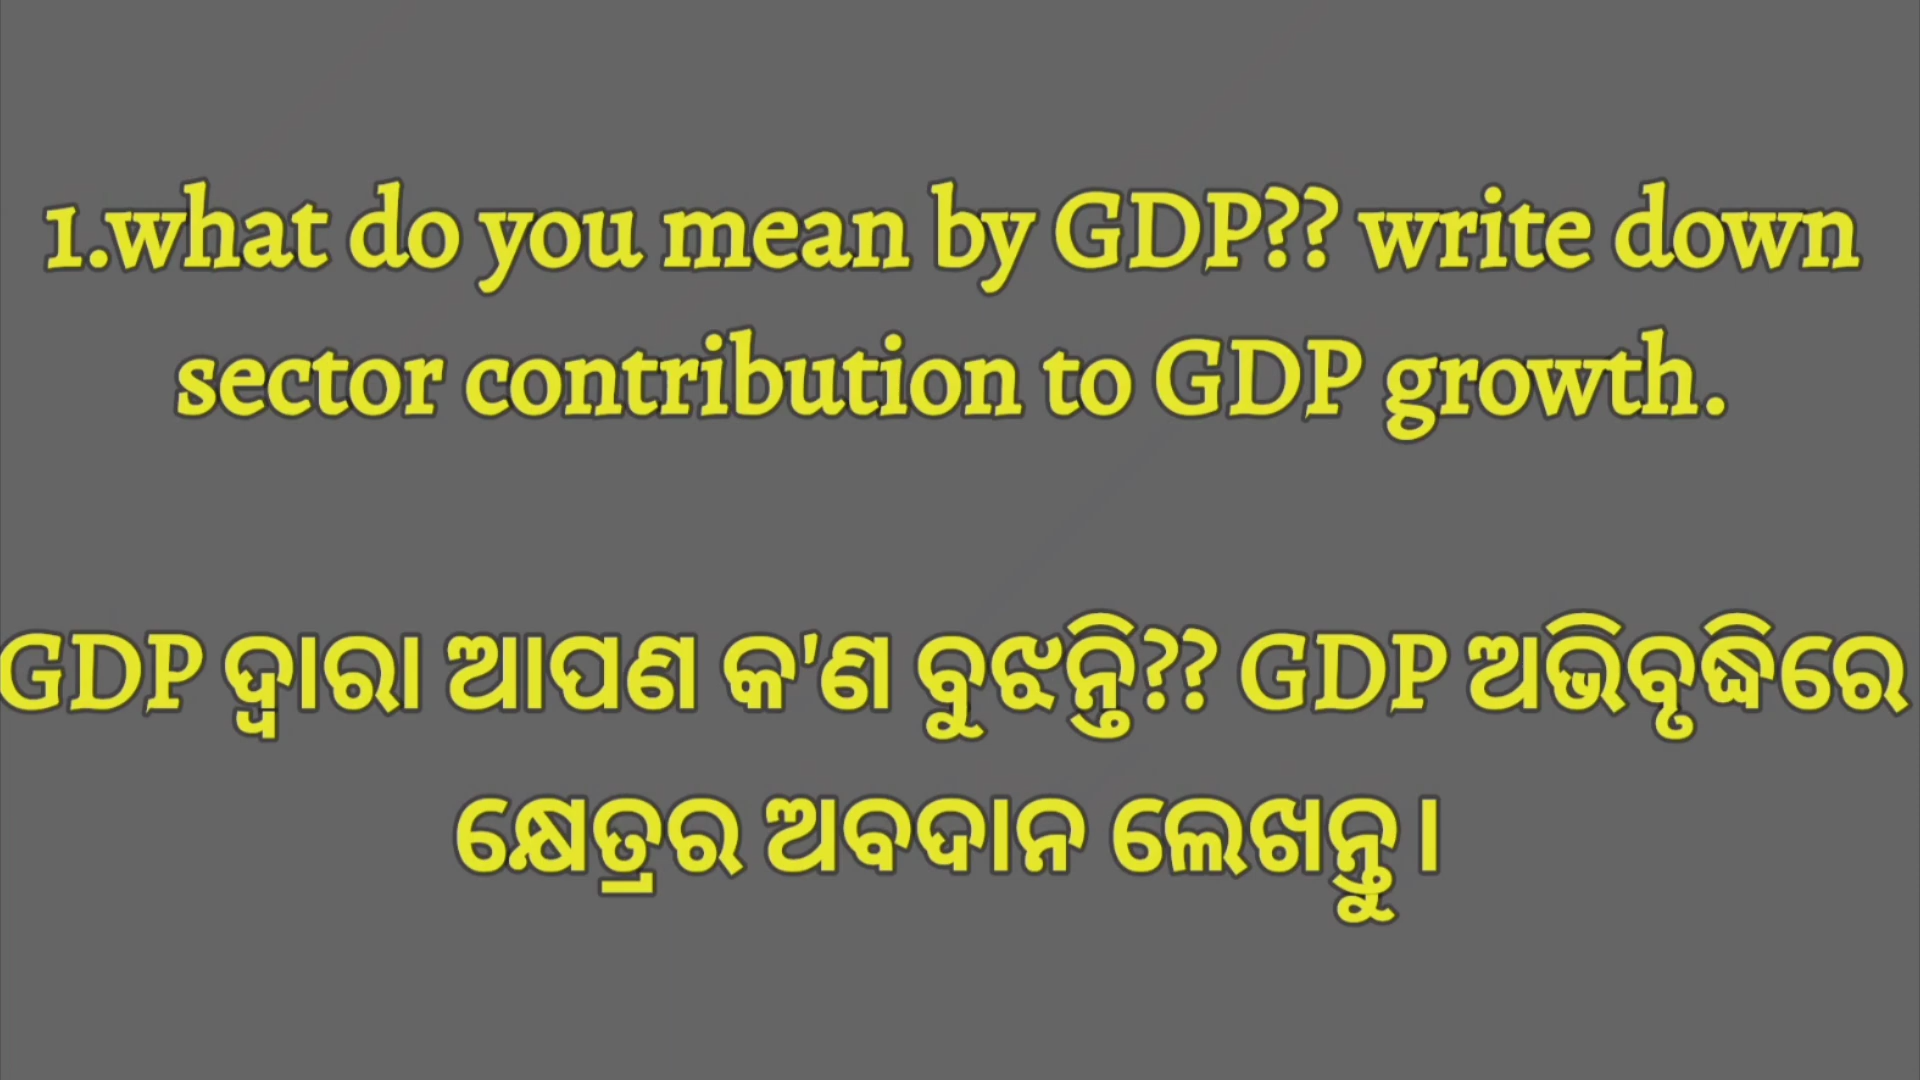 1.what do you mean by GDP?? write down
sector contribution to GDP growth.
GDP ଦ୍ୱାରା ଆପଣ କ'ଣ ବୁଝନ୍ତି?? GDP ଅଭିବୃଦ୍ଧିରେ
କ୍ଷେତ୍ରର ଅବଦାନ ଲେଖନ୍ତୁ।